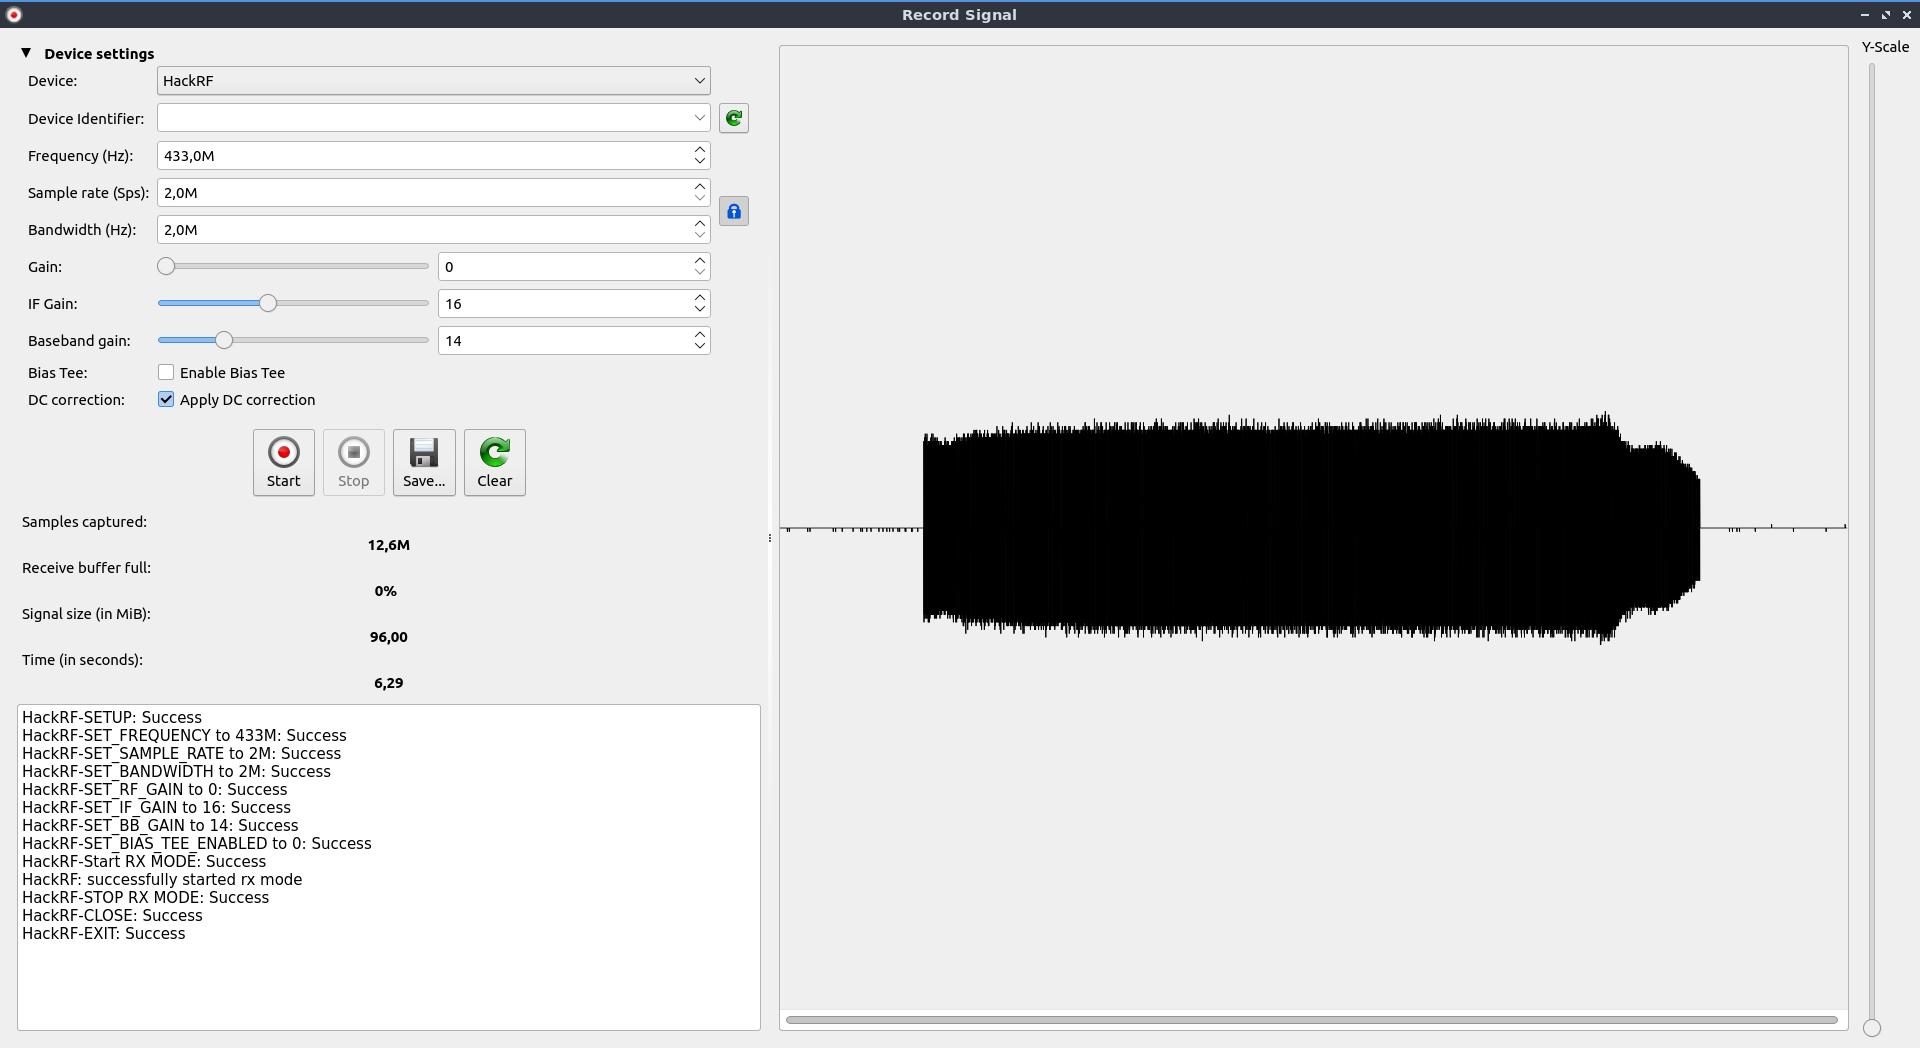 Record Signal
Device settings
Device:
HackRF
Device Identifier:
Frequency (Hz):
433,0M
Sample rate (Sps):
2,0M
Bandwidth (Hz):
2,0M
Gain:
0
IF Gain:
16
Baseband gain:
14
Bias Tee:
Enable Bias Tee
DC correction:
Apply DC correction
Start
Stop
Save...
Clear
Samples captured:
12,6M
Receive buffer full:
0%
Signal size (in MiB):
96,00
Time (in seconds):
6,29
HackRF-SETUP: Success
HackRF-SET_FREQUENCY to 433M: Success
HackRF-SET_SAMPLE_RATE to 2M: Success
HackRF-SET_BANDWIDTH to 2M: Success
HackRF-SET_RF_GAIN to 0: Success
HackRF-SET_IF_GAIN to 16: Success
HackRF-SET_BB_GAIN to 14: Success
HackRF-SET_BIAS_TEE_ENABLED to 0: Success
HackRF-Start RX MODE: Success
HackRF: successfully started rx mode
HackRF-STOP RX MODE: Success
HackRF-CLOSE: Success
HackRF-EXIT: Success
Y-Scale